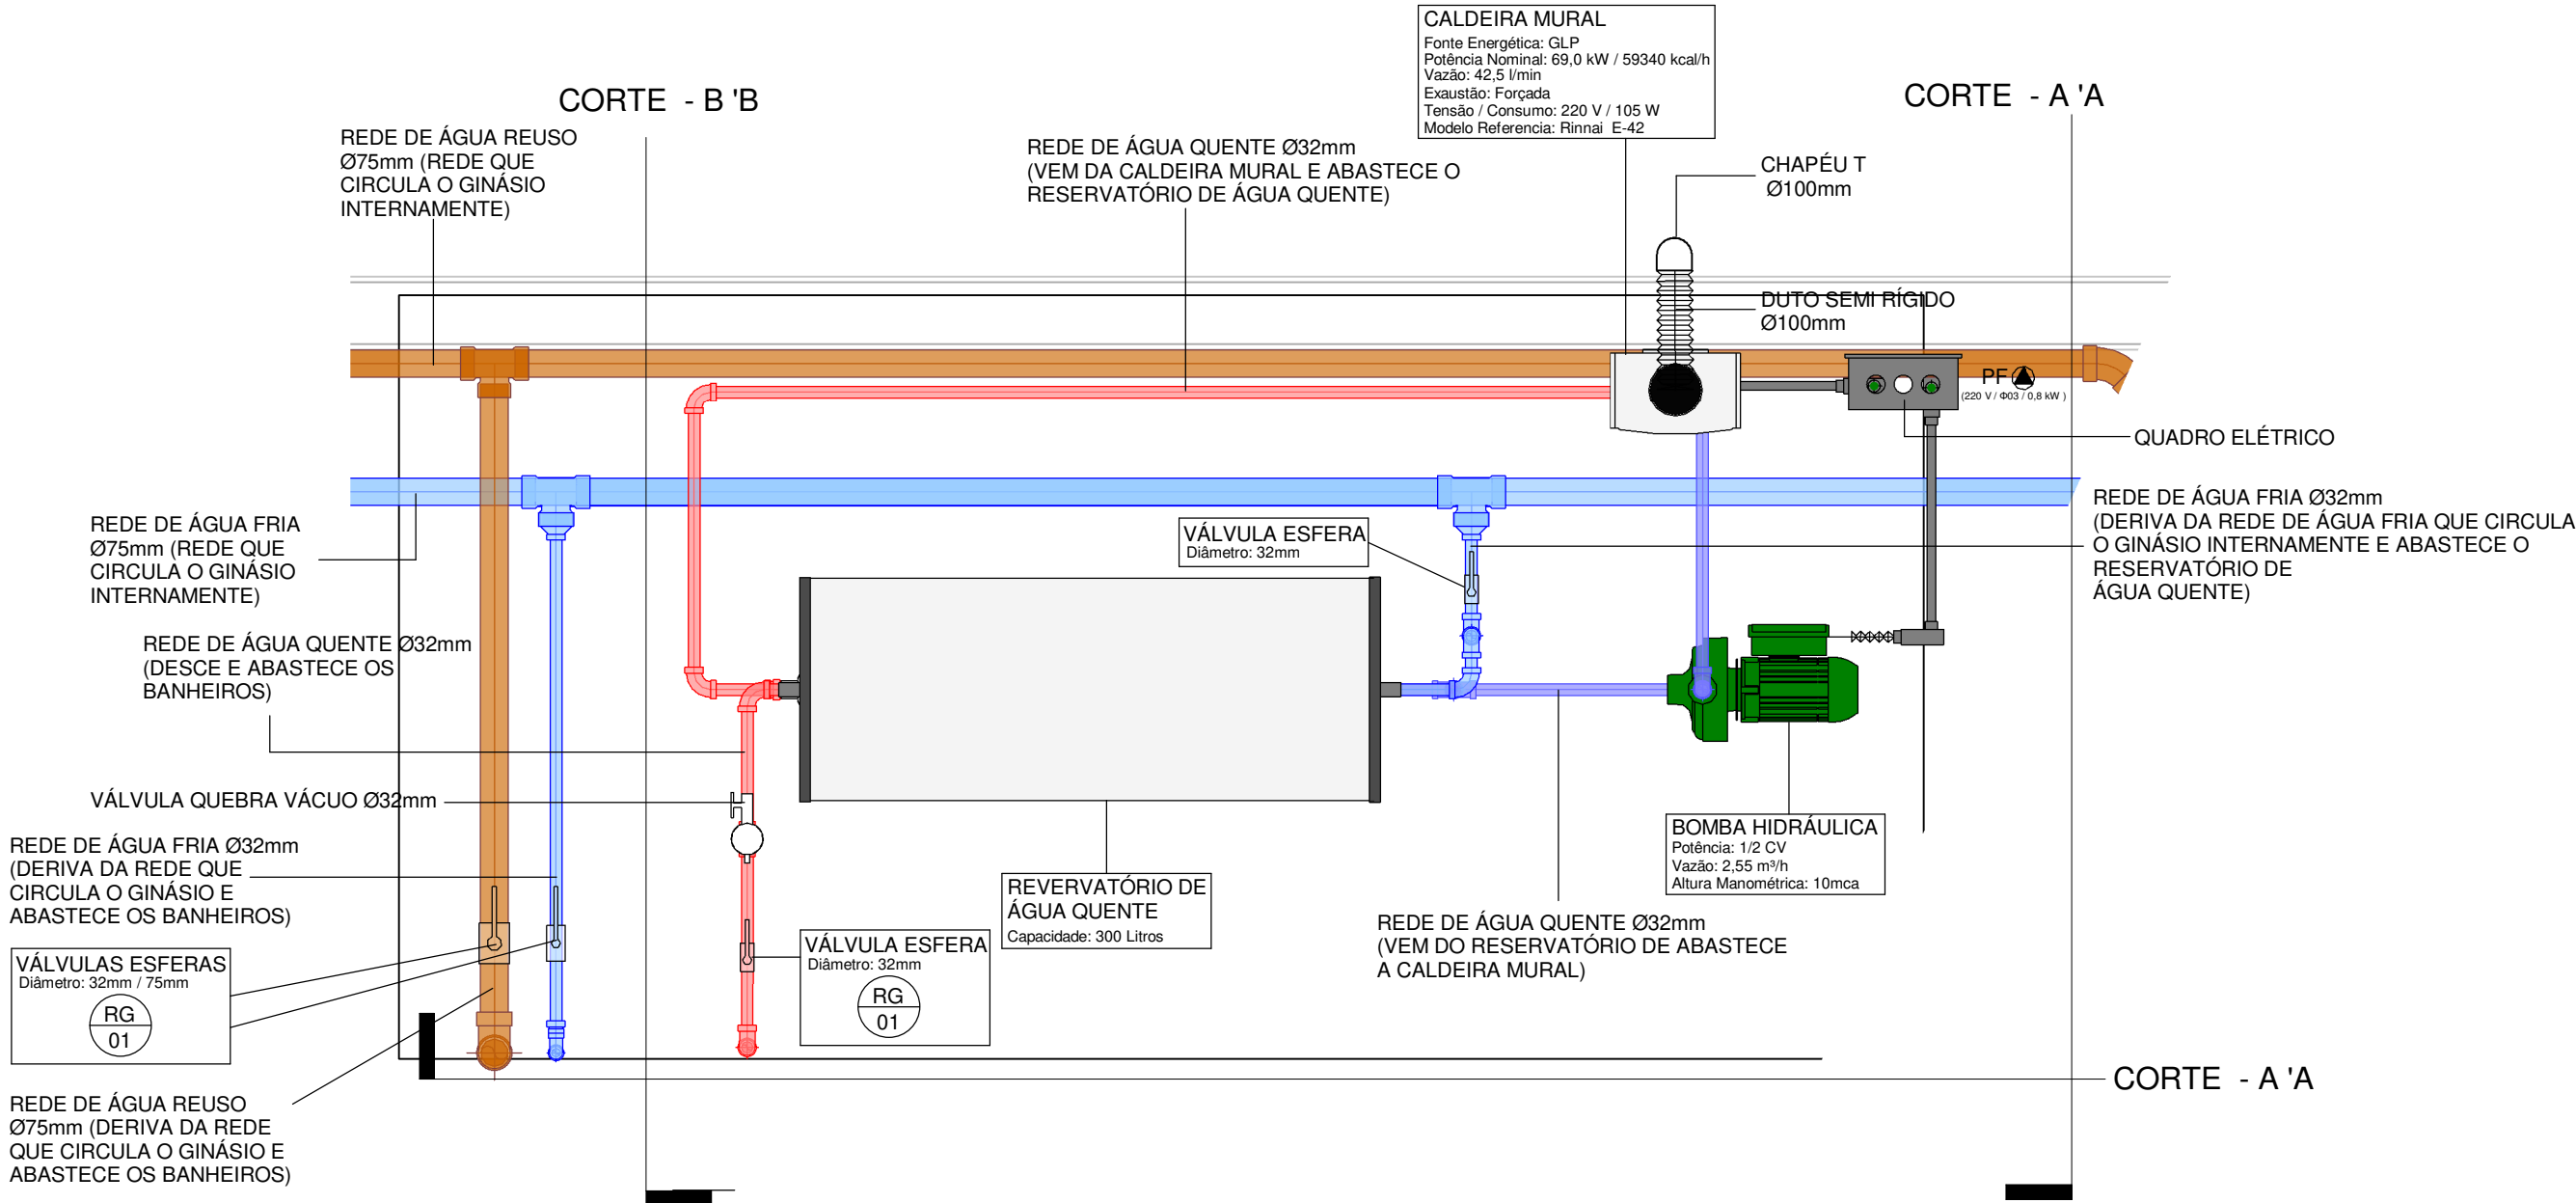 CALDEIRA MURAL
Fonte Energética: GLP
Potência Nominal: 69,0 kW / 59340 kcal/h
Vazão: 42,5 l/min
Exaustão: Forçada
Tensão / Consumo: 220 V / 105 W
Modelo Referencia: Rinnai E-42
CORTE - B 'B
CORTE - A 'A
REDE DE ÁGUA REUSO
Ø75mm (REDE QUE
CIRCULA O GINÁSIO
INTERNAMENTE)
REDE DE ÁGUA QUENTE Ø32mm
(VEM DA CALDEIRA MURAL E ABASTECE O
RESERVATÓRIO DE ÁGUA QUENTE)
CHAPÉU T
Ø100mm
DUTO SEMI RÍGIDO
Ø100mm
PF
(220 V / Φ03 / 0,8 kW )
QUADRO ELÉTRICO
REDE DE ÁGUA FRIA
Ø75mm (REDE QUE
CIRCULA O GINÁSIO
INTERNAMENTE)
VÁLVULA ESFERA
Diâmetro: 32mm
REDE DE ÁGUA FRIA Ø32mm
(DERIVA DA REDE DE ÁGUA FRIA QUE CIRCULA
O GINÁSIO INTERNAMENTE E ABASTECE O
RESERVATÓRIO DE
ÁGUA QUENTE)
REDE DE ÁGUA QUENTE Ø32mm
(DESCE E ABASTECE OS
BANHEIROS)
VÁLVULA QUEBRA VÁCUO Ø32mm
REDE DE ÁGUA FRIA Ø32mm
(DERIVA DA REDE QUE
CIRCULA O GINÁSIO E
ABASTECE OS BANHEIROS)
BOMBA HIDRÁULICA
Potência: 1/2 CV
Vazão: 2,55 m³/h
Altura Manométrica: 10mca
REVERVATÓRIO DE
ÁGUA QUENTE
Capacidade: 300 Litros
REDE DE ÁGUA QUENTE Ø32mm
(VEM DO RESERVATÓRIO DE ABASTECE
A CALDEIRA MURAL)
VÁLVULA ESFERA
Diâmetro: 32mm
RG
01
VÁLVULAS ESFERAS
Diâmetro: 32mm / 75mm
RG
01
CORTE - A 'A
REDE DE ÁGUA REUSO
Ø75mm (DERIVA DA REDE
QUE CIRCULA O GINÁSIO E
ABASTECE OS BANHEIROS)